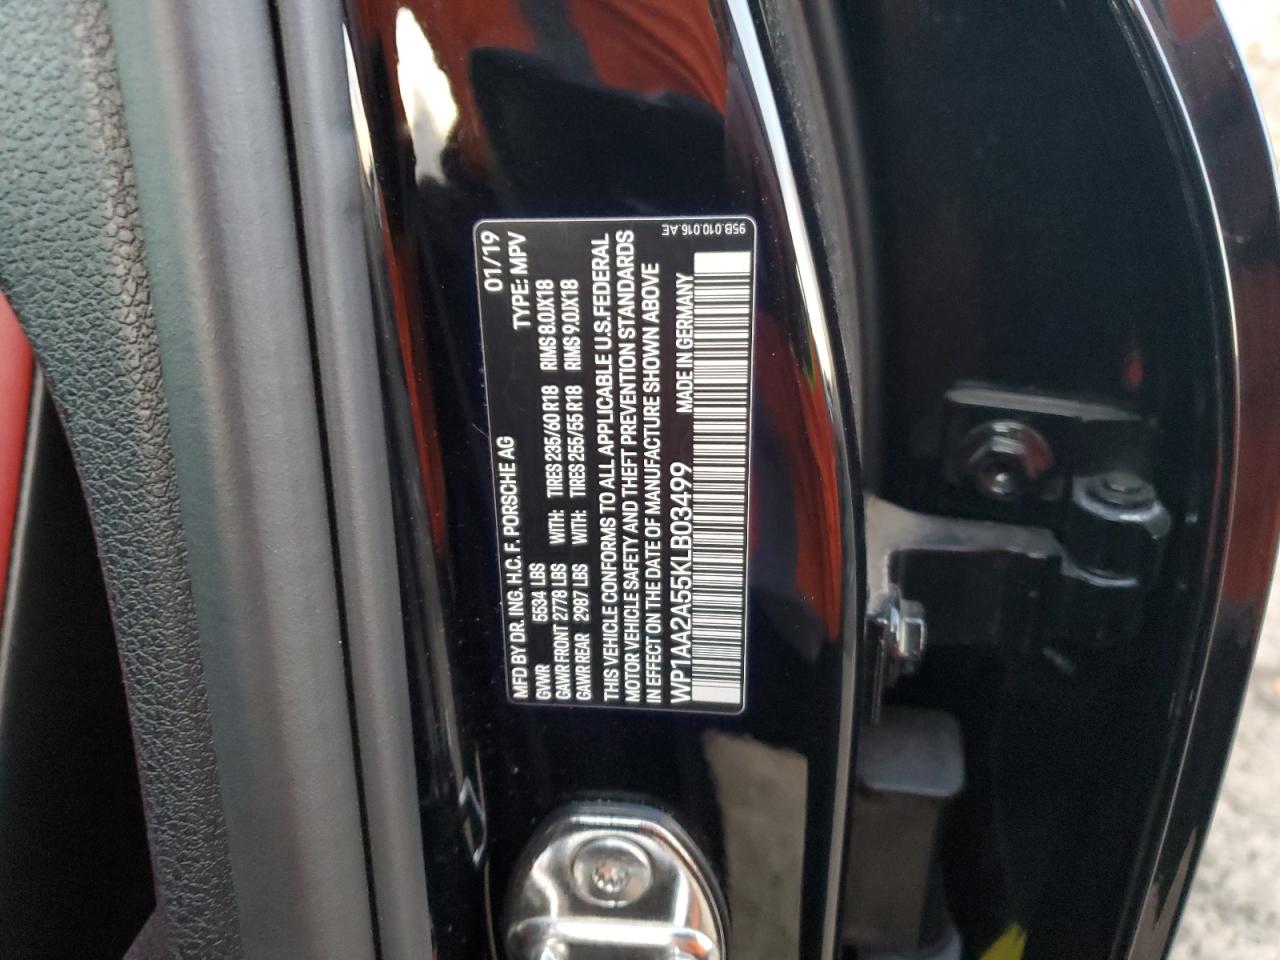 01/19
MFD BY DR. ING. H.C. F. PORSCHE AG TYPE: MPV
GVWR 5534 LBS
GAWR FRONT 2778 LBS WITH: TIRES 235/60 R18 RIMS 8.0JX18
GAWR REAR 2987 LBS WITH: TIRES 255/55 R18 RIMS 9.0JX18
THIS VEHICLE CONFORMS TO ALL APPLICABLE U.S.FEDERAL
MOTOR VEHICLE SAFETY AND THEFT PREVENTION STANDARDS
IN EFFECT ON THE DATE OF MANUFACTURE SHOWN ABOVE
WP1AA2A55KLB03499 MADE IN GERMANY
95B.010.016.AE